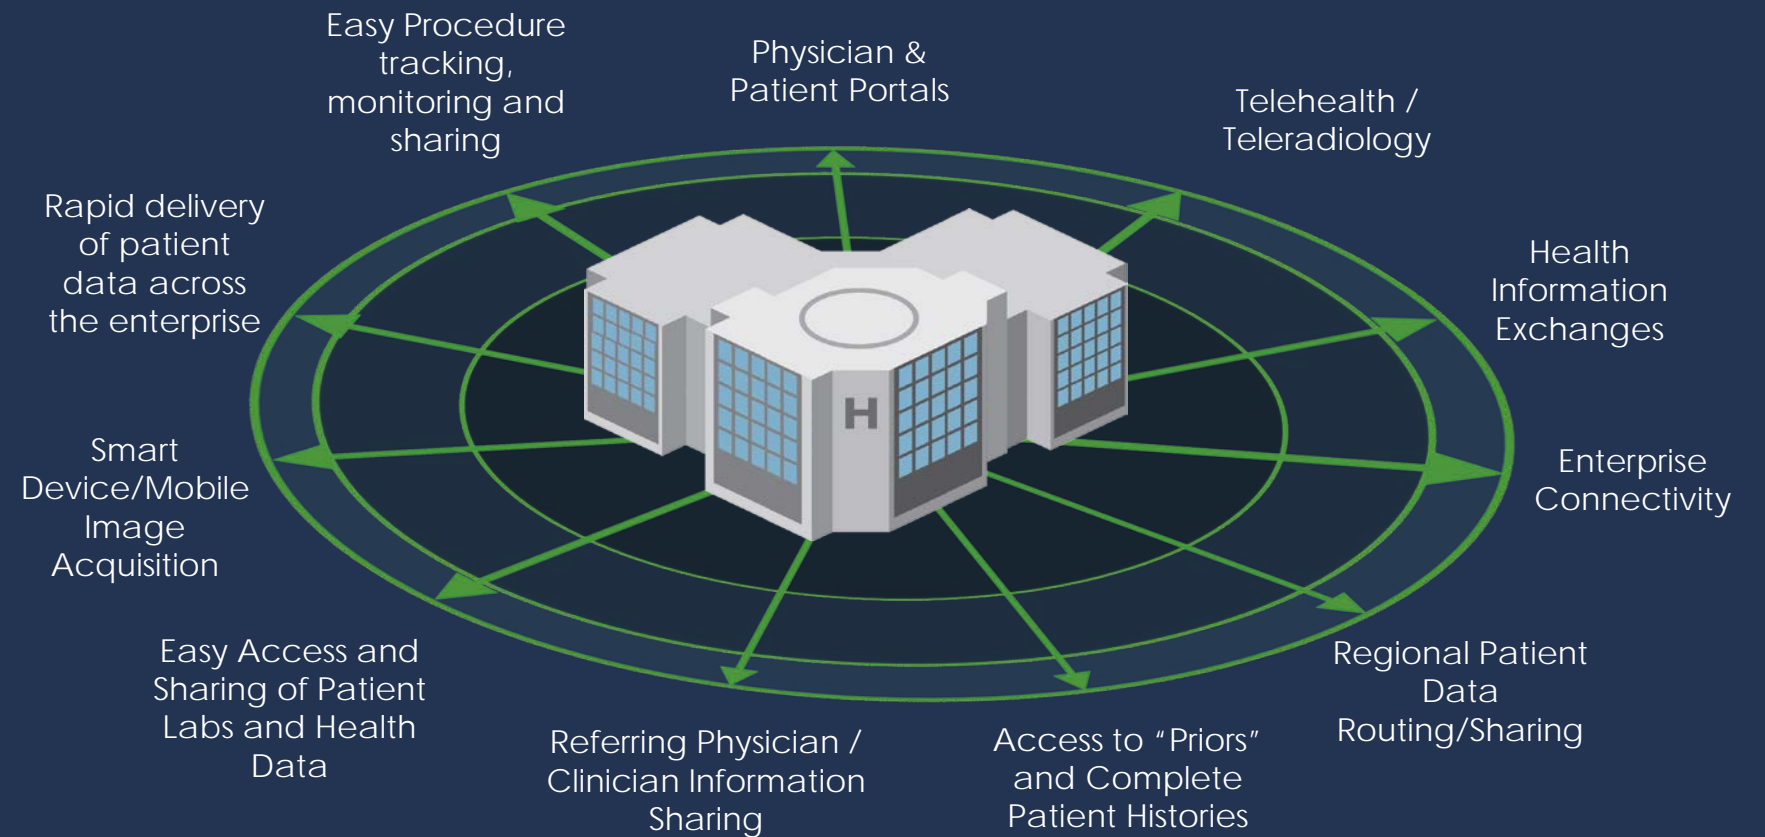 Easy Procedure
tracking,
monitoring and
sharing
Physician &
Patient Portals
Telehealth /
Teleradiology
Rapid delivery
of patient
data across
the enterprise
Health
Information
Exchanges
H
Smart
Device/Mobile
Image
Acquisition
Enterprise
Connectivity
Easy Access and
Sharing of Patient
Labs and Health
Data
Referring Physician /
Clinician Information
Sharing
Access to “Priors”
and Complete
Patient Histories
Regional Patient
Data
Routing/Sharing